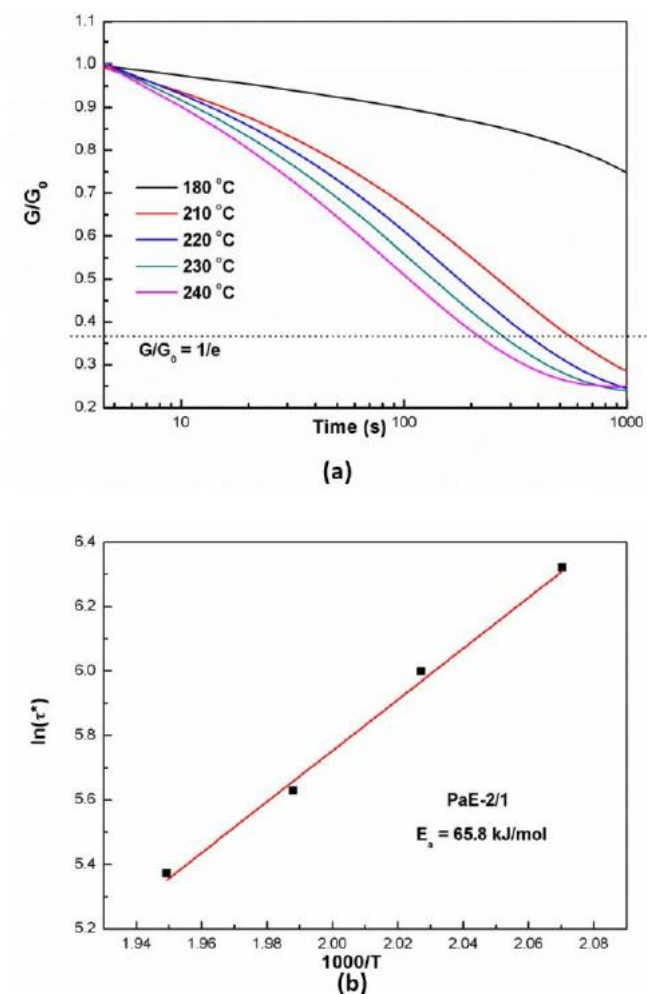 1.0
0.9
0.8
0.7
0.6
0.5
0.4
0.3
0.2
G/G₀
180 °C
210 °C
220 °C
230 °C
240 °C
G/G₀ = 1/e
10 100 1000
Time (s)
(a)
6.4
6.2
6.0
5.8
5.6
5.4
5.2
ln(τ*)
PaE-2/1
Eₐ = 65.8 kJ/mol
1.94 1.96 1.98 2.00 2.02 2.04 2.06 2.08
1000/T
(b)